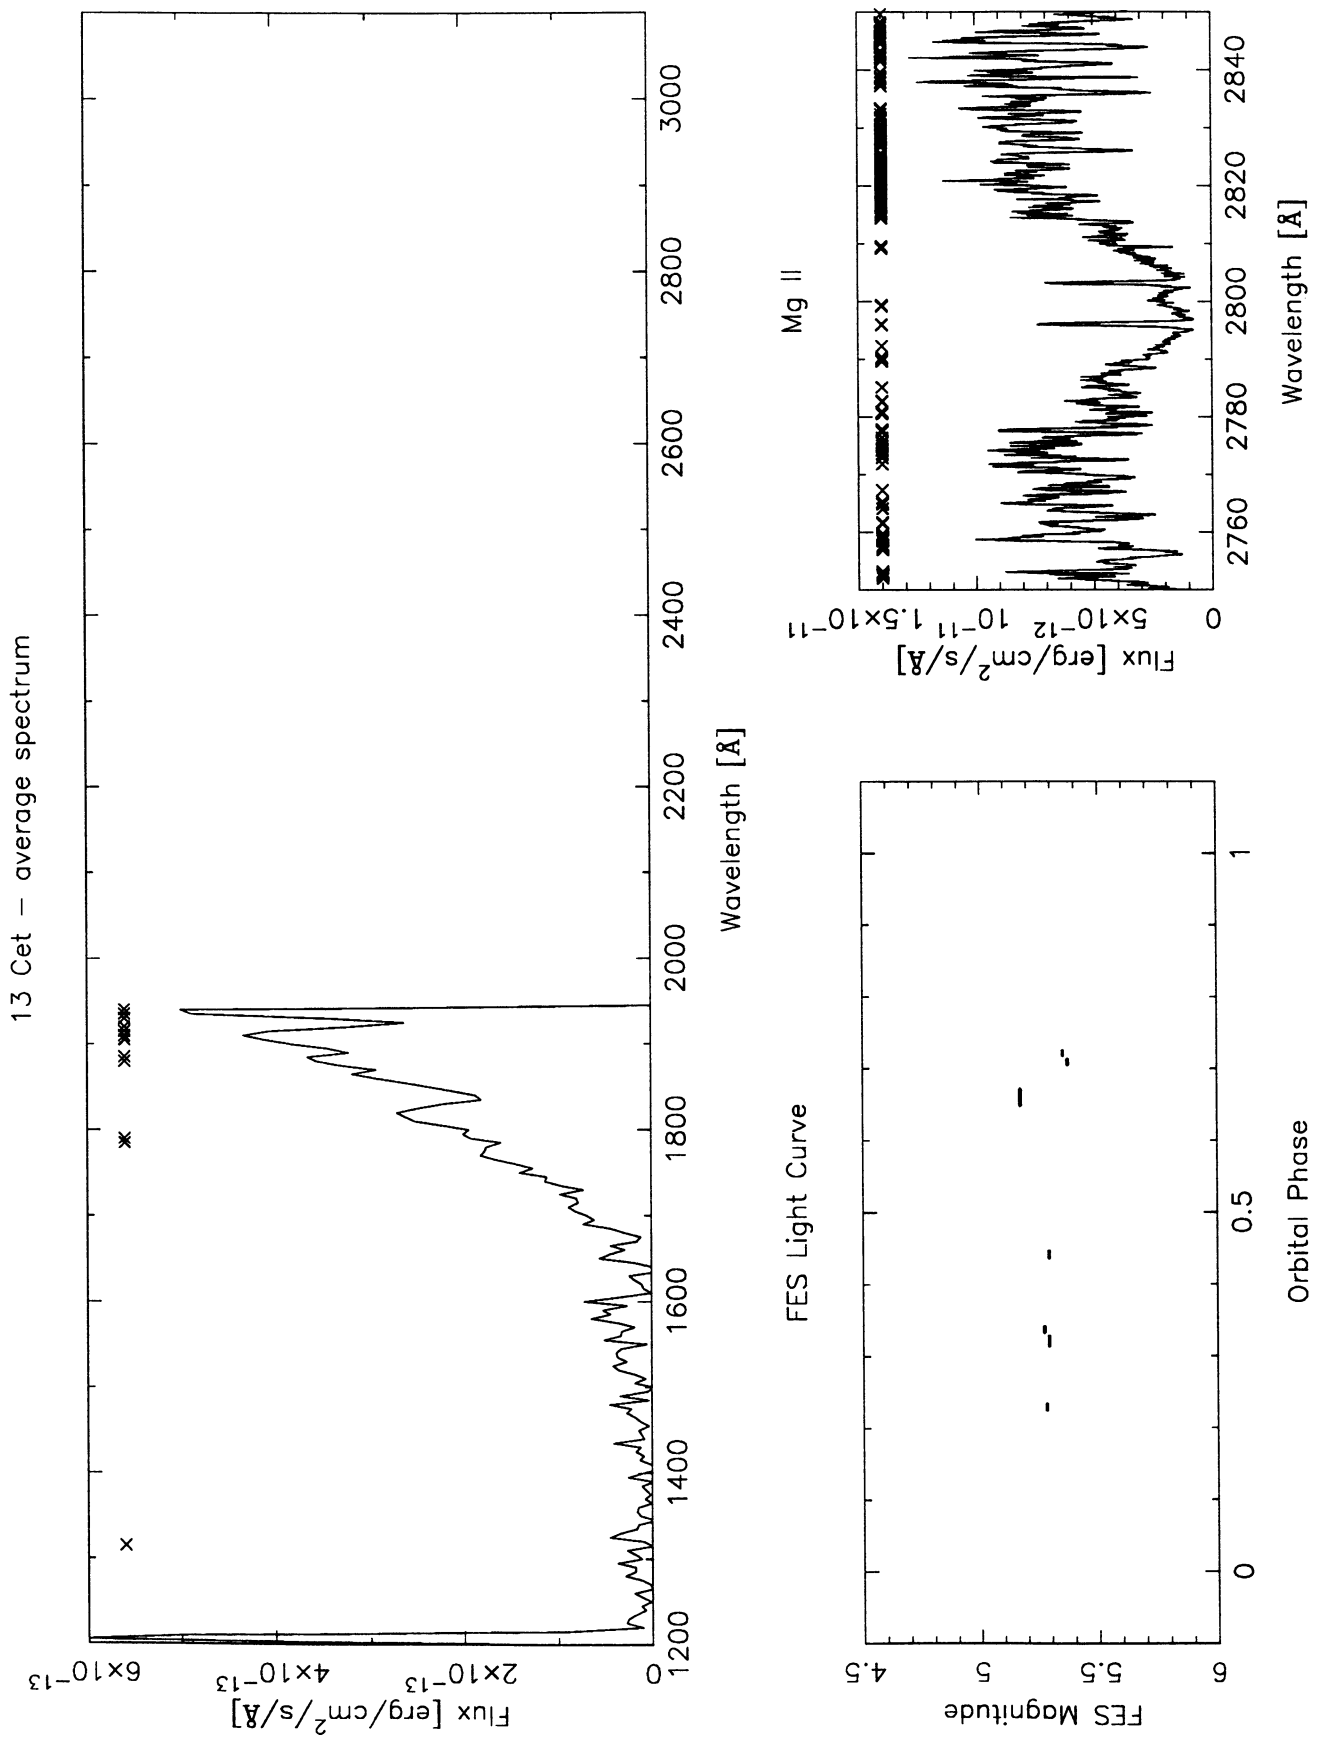 13 Cet – average spectrum
Flux [erg/cm²/s/Å]
6×10⁻¹³
4×10⁻¹³
2×10⁻¹³
0
1200 1400 1600 1800 2000 2200 2400 2600 2800 3000
Wavelength [Å]
FES Light Curve
FES Magnitude
4.5
5
5.5
6
0 0.5 1
Orbital Phase
Mg II
Flux [erg/cm²/s/Å]
1.5×10⁻¹¹
10⁻¹¹
5×10⁻¹²
0
2760 2780 2800 2820 2840
Wavelength [Å]